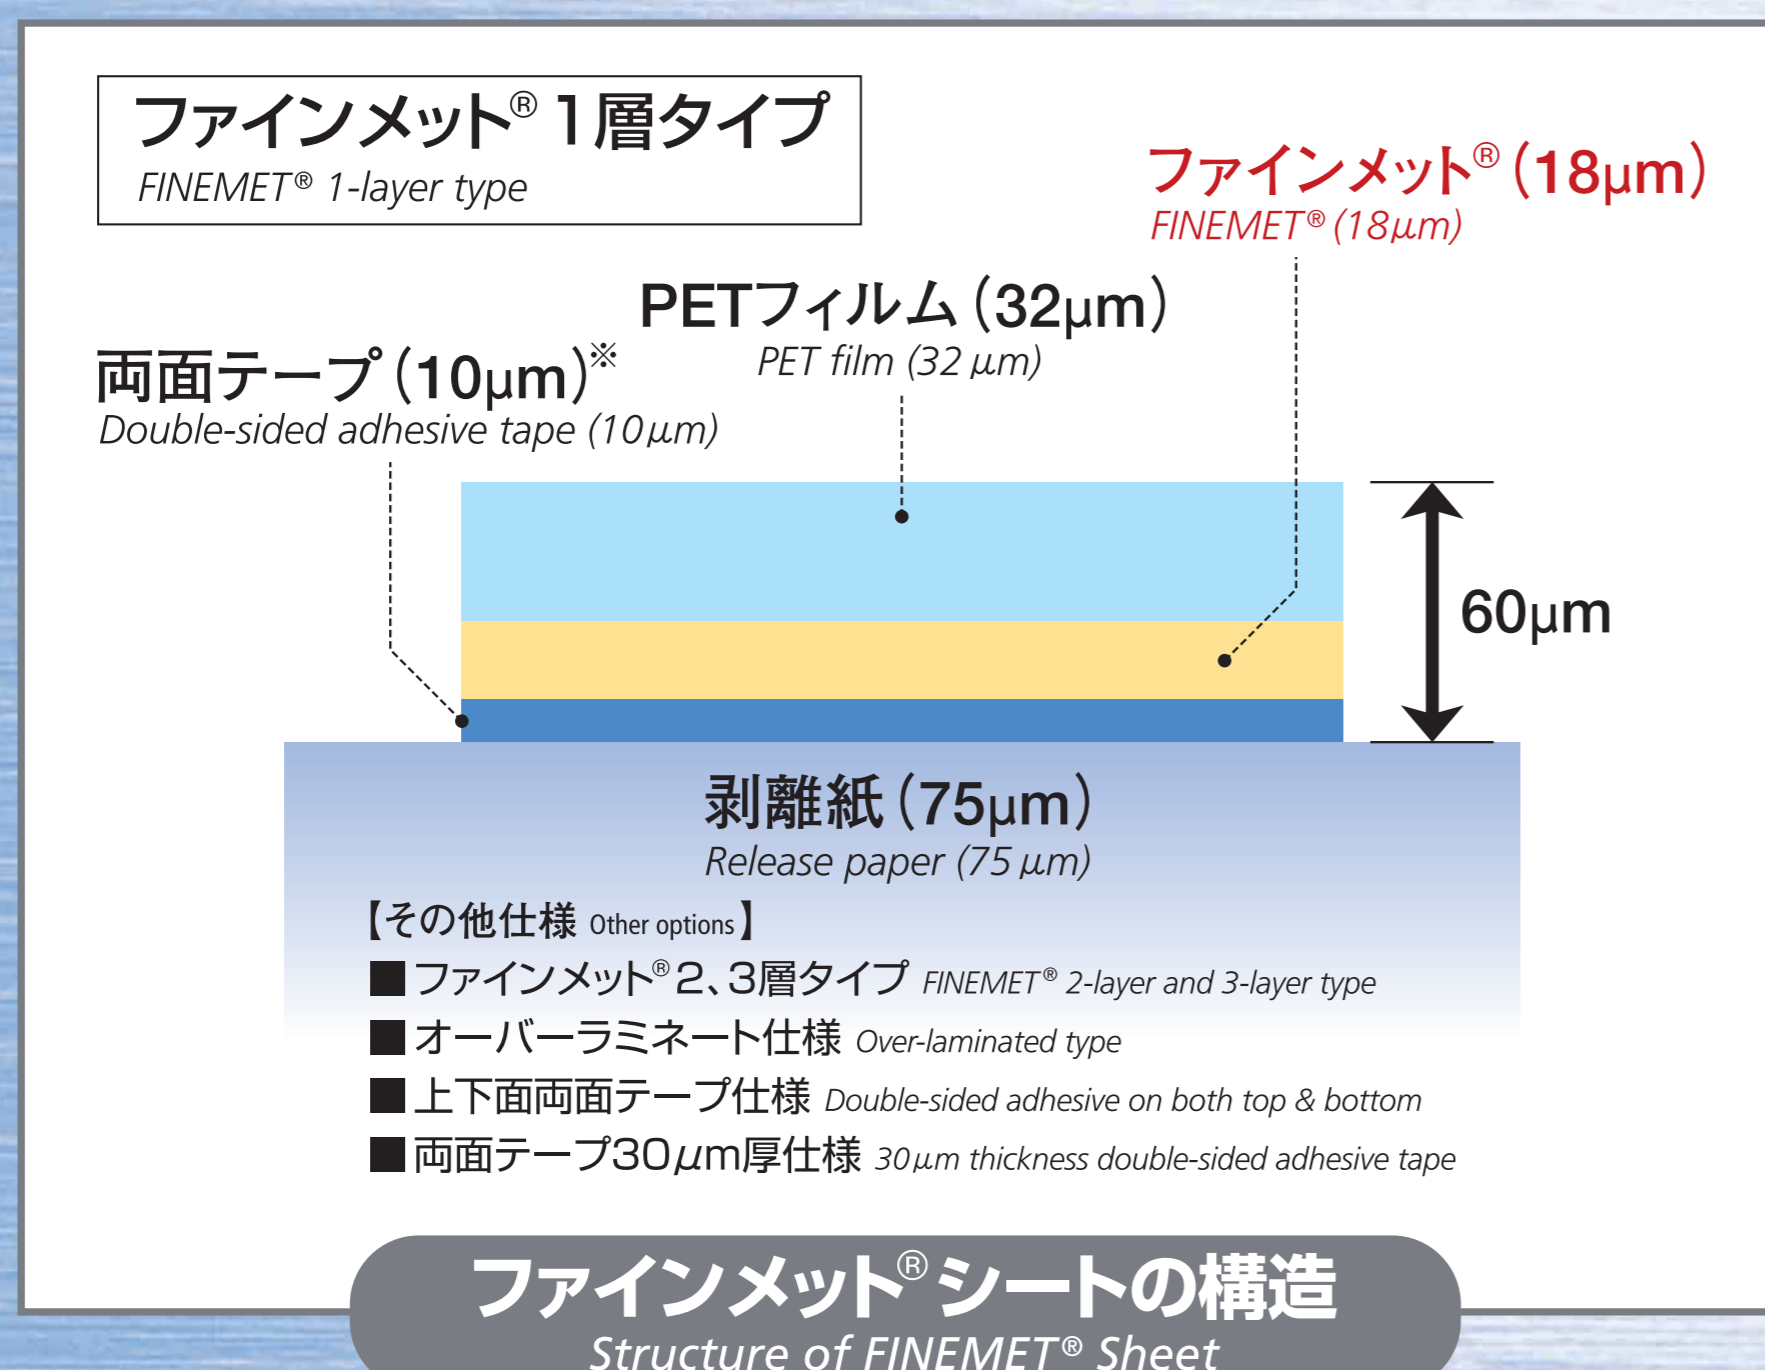 ファインメット® 1層タイプ
FINEMET® 1-layer type
ファインメット®(18μm)
FINEMET® (18μm)
PETフィルム(32μm)
PET film (32 μm)
両面テープ(10μm)※
Double-sided adhesive tape (10μm)
60μm
剥離紙(75μm)
Release paper (75 μm)
【その他仕様 Other options】
■ファインメット®2、3層タイプ FINEMET® 2-layer and 3-layer type
■オーバーラミネート仕様 Over-laminated type
■上下面両面テープ仕様 Double-sided adhesive on both top & bottom
■両面テープ30μm厚仕様 30μm thickness double-sided adhesive tape
ファインメット®シートの構造
Structure of FINEMET® Sheet